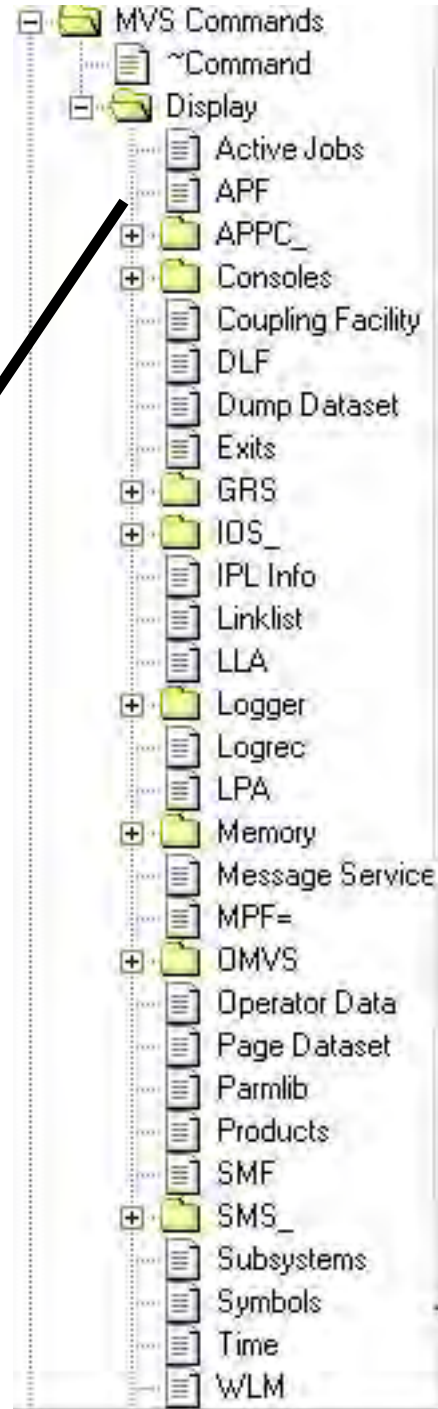 MVS Commands
~Command
Display
Active Jobs
APF
APPC_
Consoles
Coupling Facility
DLF
Dump Dataset
Exits
GRS
IOS_
IPL Info
Linklist
LLA
Logger
Logrec
LPA
Memory
Message Service
MPF=
OMVS
Operator Data
Page Dataset
Parmlib
Products
SMF
SMS_
Subsystems
Symbols
Time
WLM